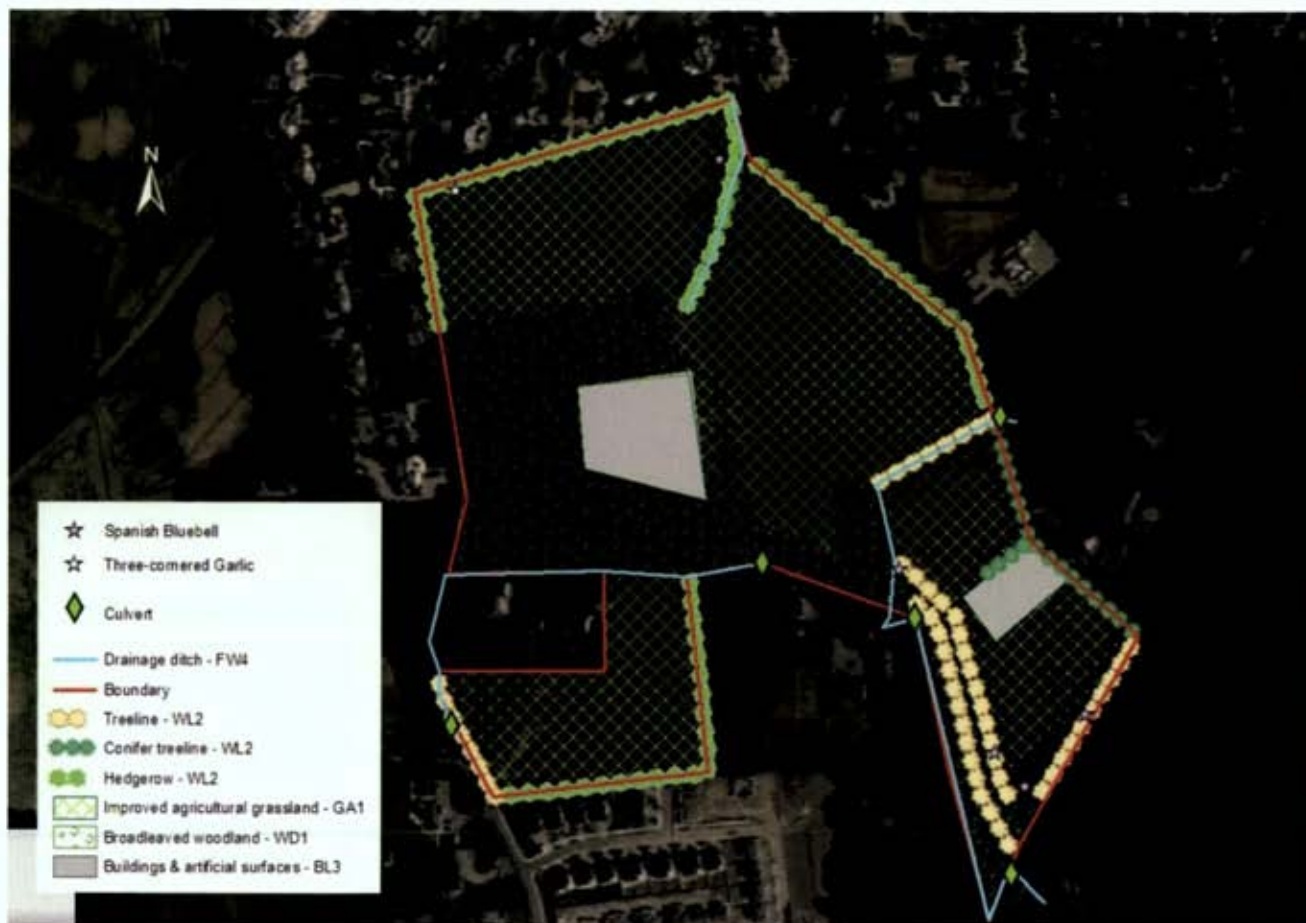 N
Spanish Bluebell
Three-cornered Garlic
Culvert
Drainage ditch - FW4
Boundary
Treeline - WL2
Conifer treeline - WL2
Hedgerow - WL2
Improved agricultural grassland - GA1
Broadleaved woodland - WD1
Buildings & artificial surfaces - BL3